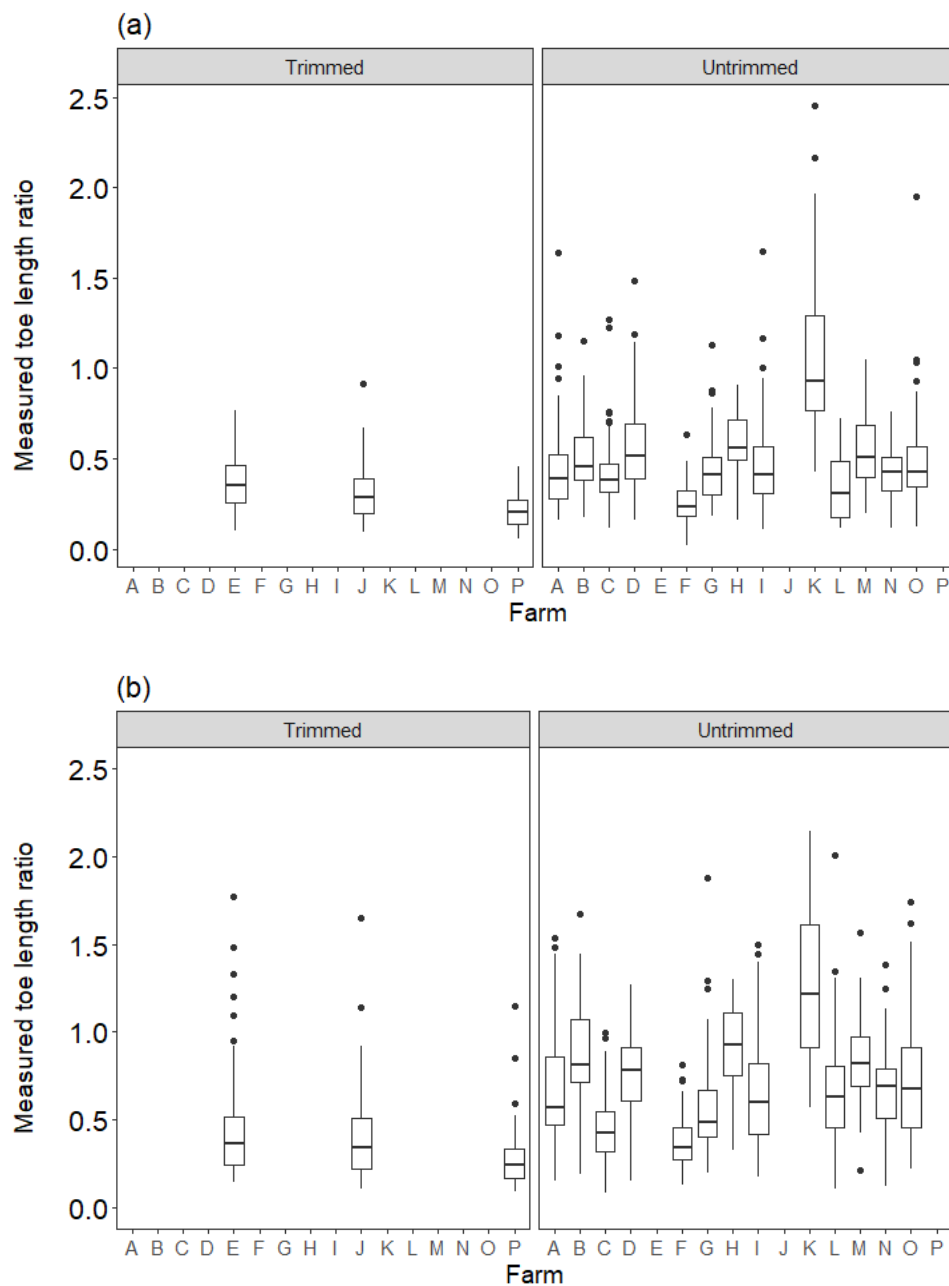 (a)
Trimmed Untrimmed
2.5
2.0
1.5
1.0
0.5
0.0
Measured toe length ratio
A B C D E F G H I J K L M N O P A B C D E F G H I J K L M N O P
Farm
(b)
Trimmed Untrimmed
2.5
2.0
1.5
1.0
0.5
0.0
Measured toe length ratio
A B C D E F G H I J K L M N O P A B C D E F G H I J K L M N O P
Farm